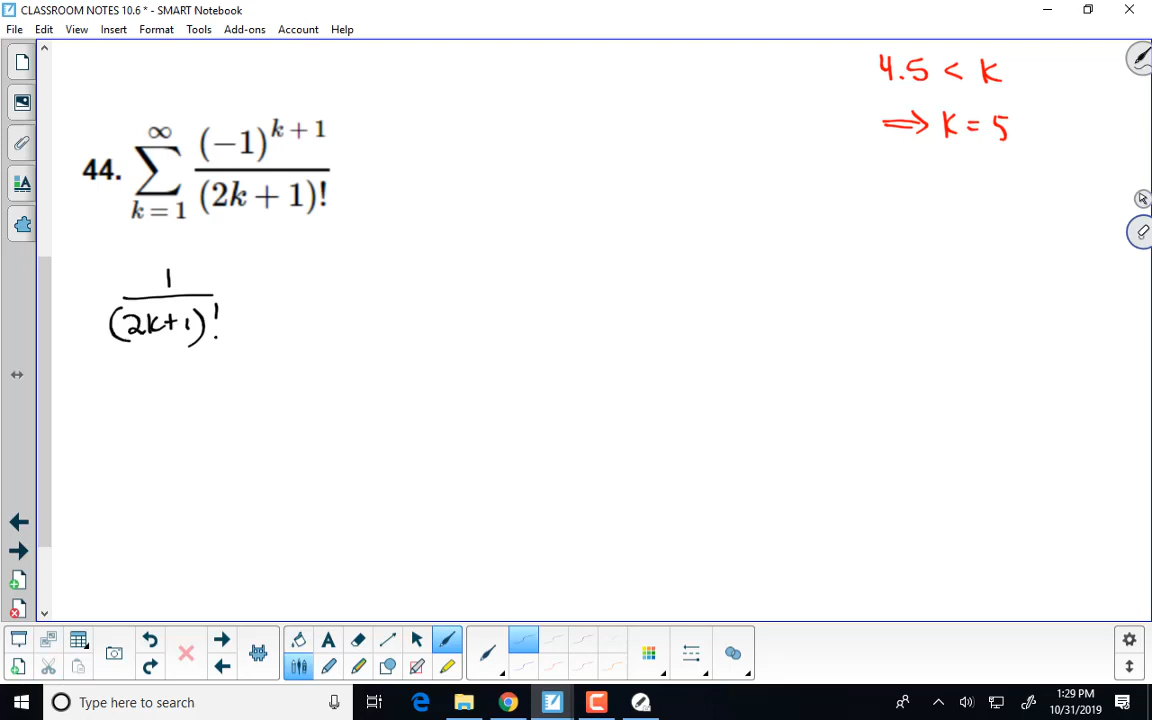 CLASSROOM NOTES 10.6 * - SMART Notebook
File Edit View Insert Format Tools Add-ons Account Help
4.5 < k
⟹ k = 5
44. ∑_{k=1}^{∞} (-1)^{k+1} / (2k + 1)!
1 / (2k+1)!
Type here to search
1:29 PM
10/31/2019